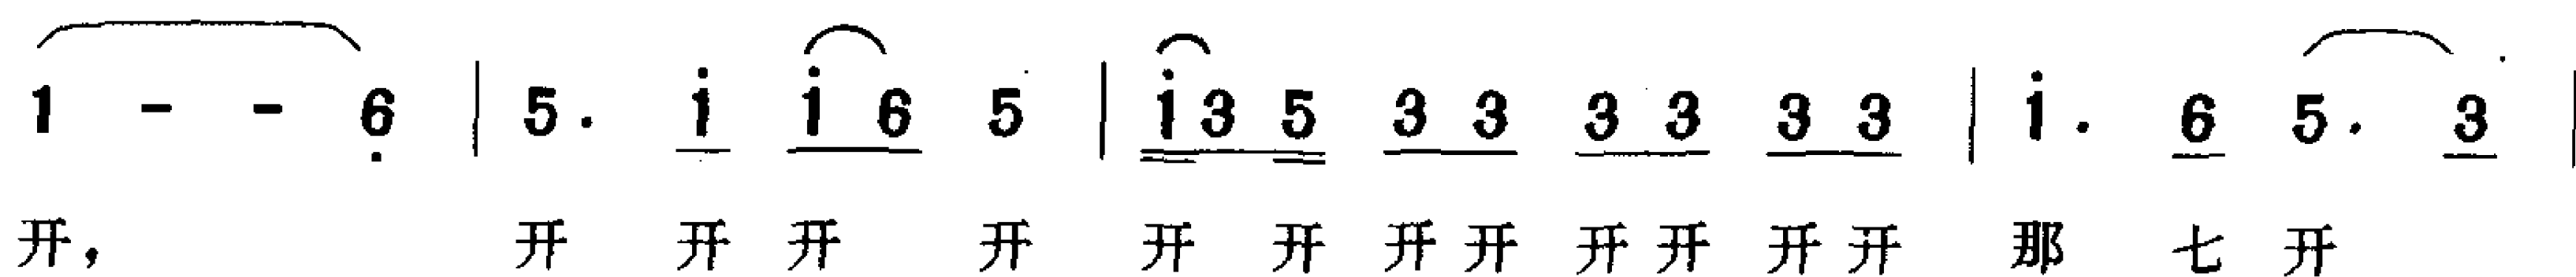 1 - - 6̣ | 5. i̇ i̇ 6 5 | i̇ 3 5 3 3 3 3 3 3 | i̇. 6 5. 3 |
开， 开 开 开 开 开 开 开 开 开 开 开 开 那 七 开